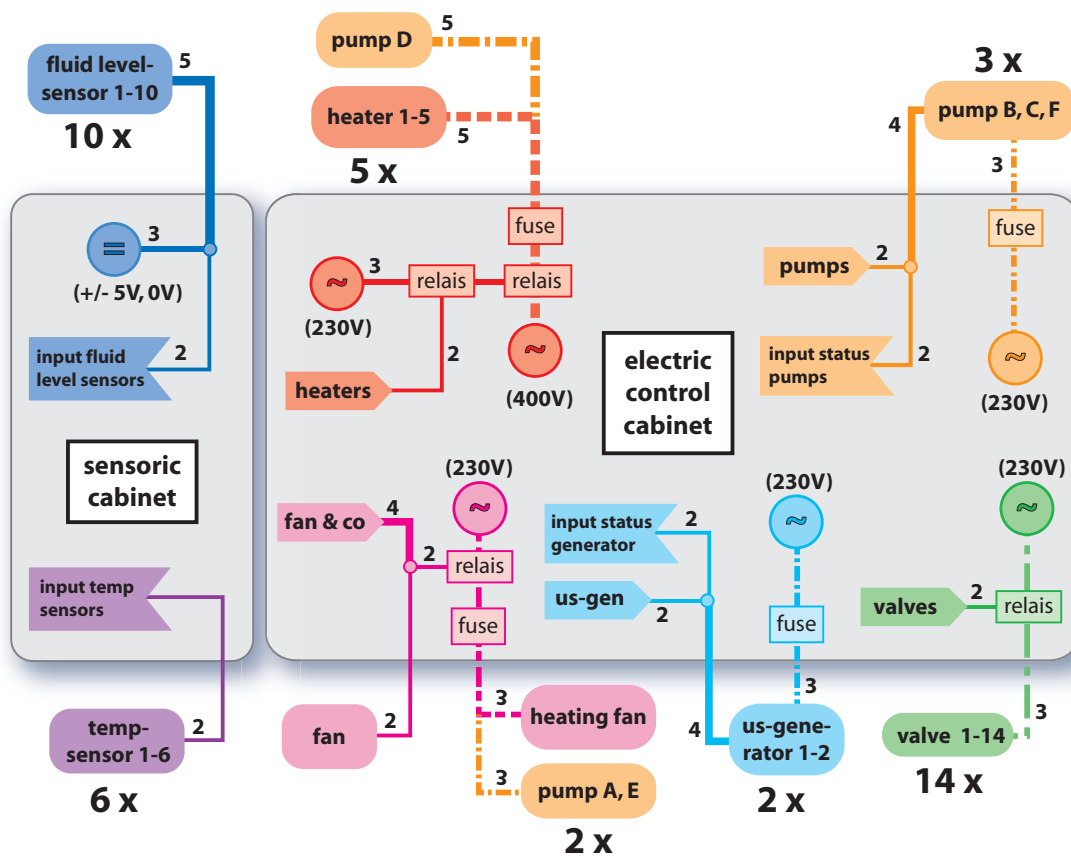 fluid level-
sensor 1-10
5
10 x
pump D
5
heater 1-5
5
5 x
3 x
pump B, C, F
4
3
=
3
(+/- 5V, 0V)
input fluid
level sensors
2
sensoric
cabinet
input temp
sensors
2
temp-
sensor 1-6
6 x
fuse
~
3
relais
relais
(230V)
2
~
heaters
(400V)
electric
control
cabinet
pumps
2
fuse
input status
pumps
2
~
(230V)
(230V)
~
fan & co
4
2
relais
fuse
2
fan
3
heating fan
3
pump A, E
2 x
input status
generator
2
us-gen
2
(230V)
~
fuse
3
4
us-gene-
rator 1-2
2 x
(230V)
~
valves
2
relais
3
valve 1-14
14 x